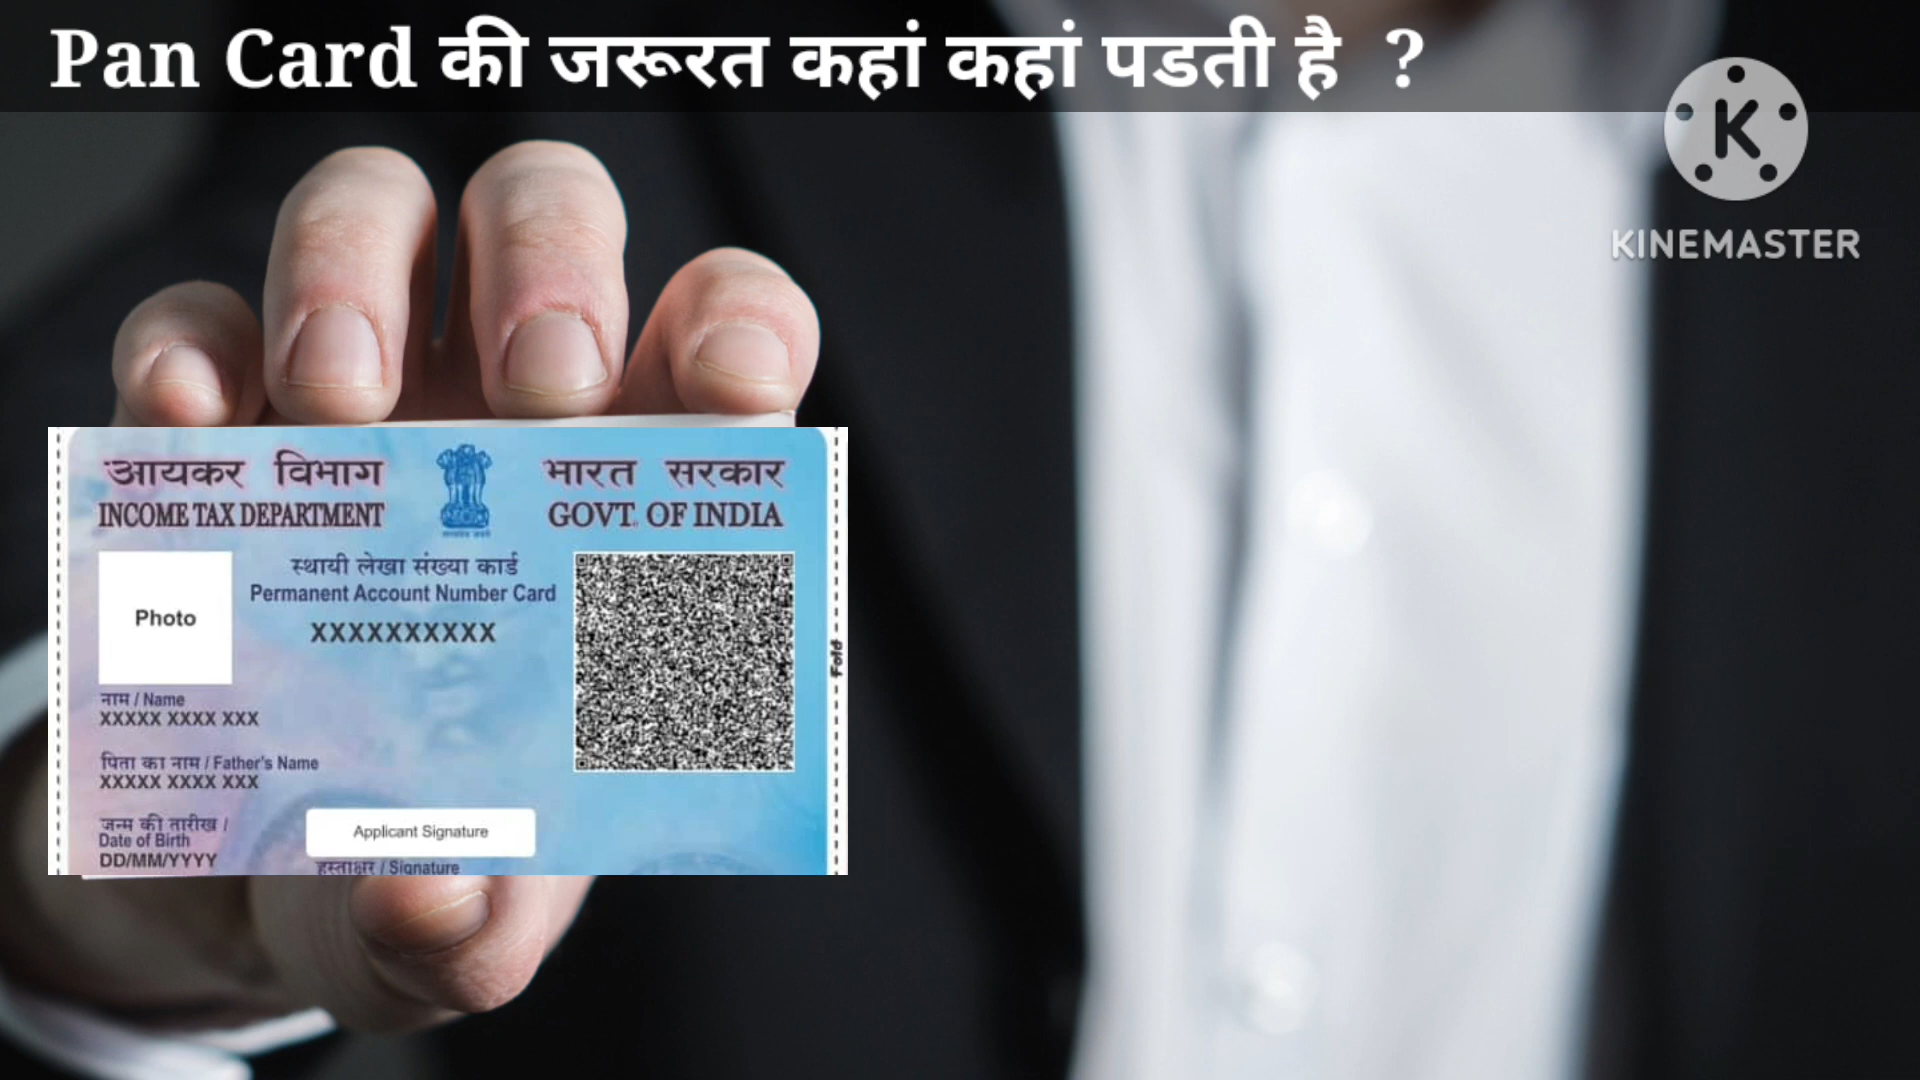 Pan Card की जरूरत कहां कहां पडती है ?
K
KINEMASTER
आयकर विभाग
INCOME TAX DEPARTMENT
भारत सरकार
GOVT. OF INDIA
स्थायी लेखा संख्या कार्ड
Permanent Account Number Card
XXXXXXXXXX
Photo
Fold
नाम / Name
XXXXX XXXX XXX
पिता का नाम / Father's Name
XXXXX XXXX XXX
जन्म की तारीख /
Date of Birth
DD/MM/YYYY
Applicant Signature
हस्ताक्षर / Signature